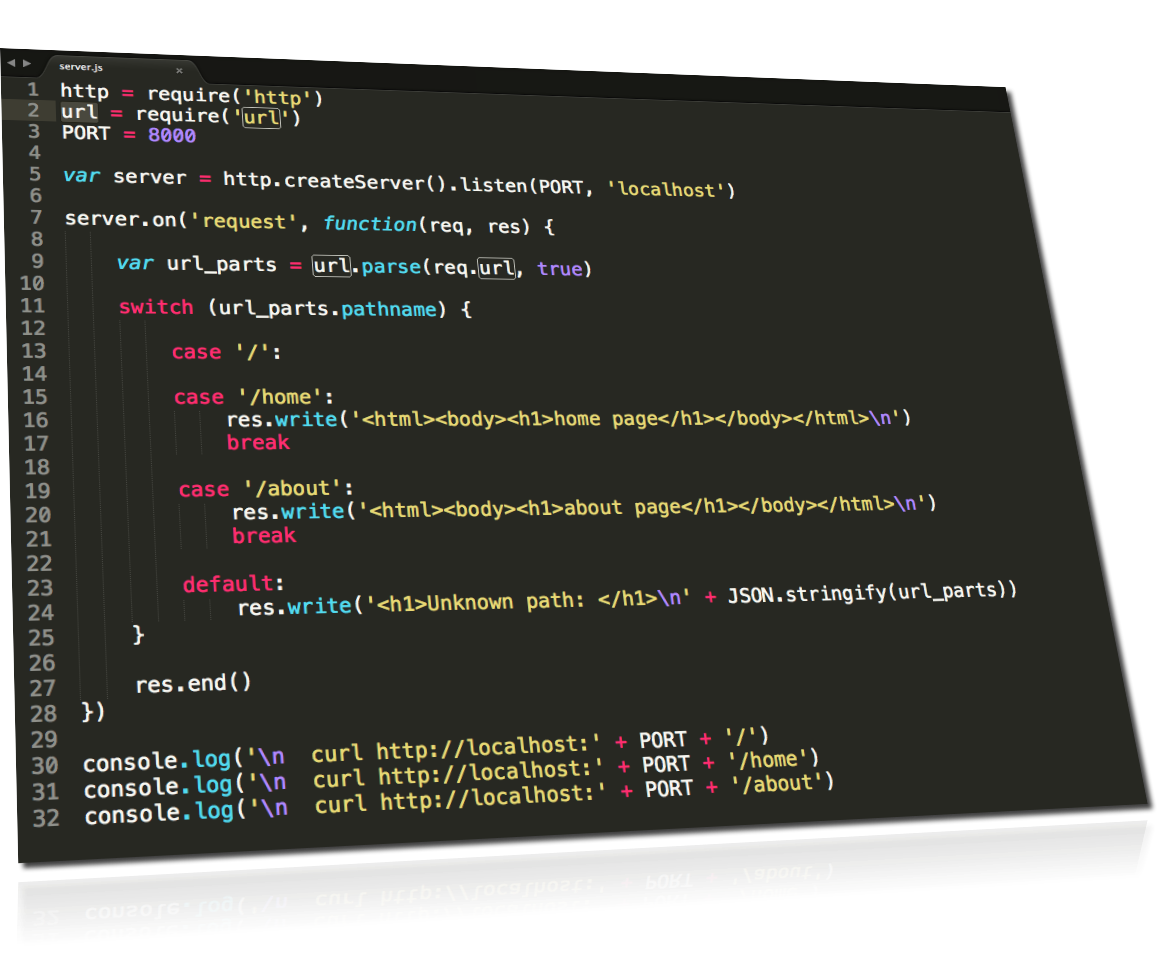 server.js ×
1 http = require('http')
2 url = require('url')
3 PORT = 8000
4
5 var server = http.createServer().listen(PORT, 'localhost')
6
7 server.on('request', function(req, res) {
8
9 var url_parts = url.parse(req.url, true)
10
11 switch (url_parts.pathname) {
12
13 case '/':
14
15 case '/home':
16 res.write('<html><body><h1>home page</h1></body></html>\n')
17 break
18
19 case '/about':
20 res.write('<html><body><h1>about page</h1></body></html>\n')
21 break
22
23 default:
24 res.write('<h1>Unknown path: </h1>\n' + JSON.stringify(url_parts))
25 }
26
27 res.end()
28 })
29
30 console.log('\n  curl http://localhost:' + PORT + '/')
31 console.log('\n  curl http://localhost:' + PORT + '/home')
32 console.log('\n  curl http://localhost:' + PORT + '/about')